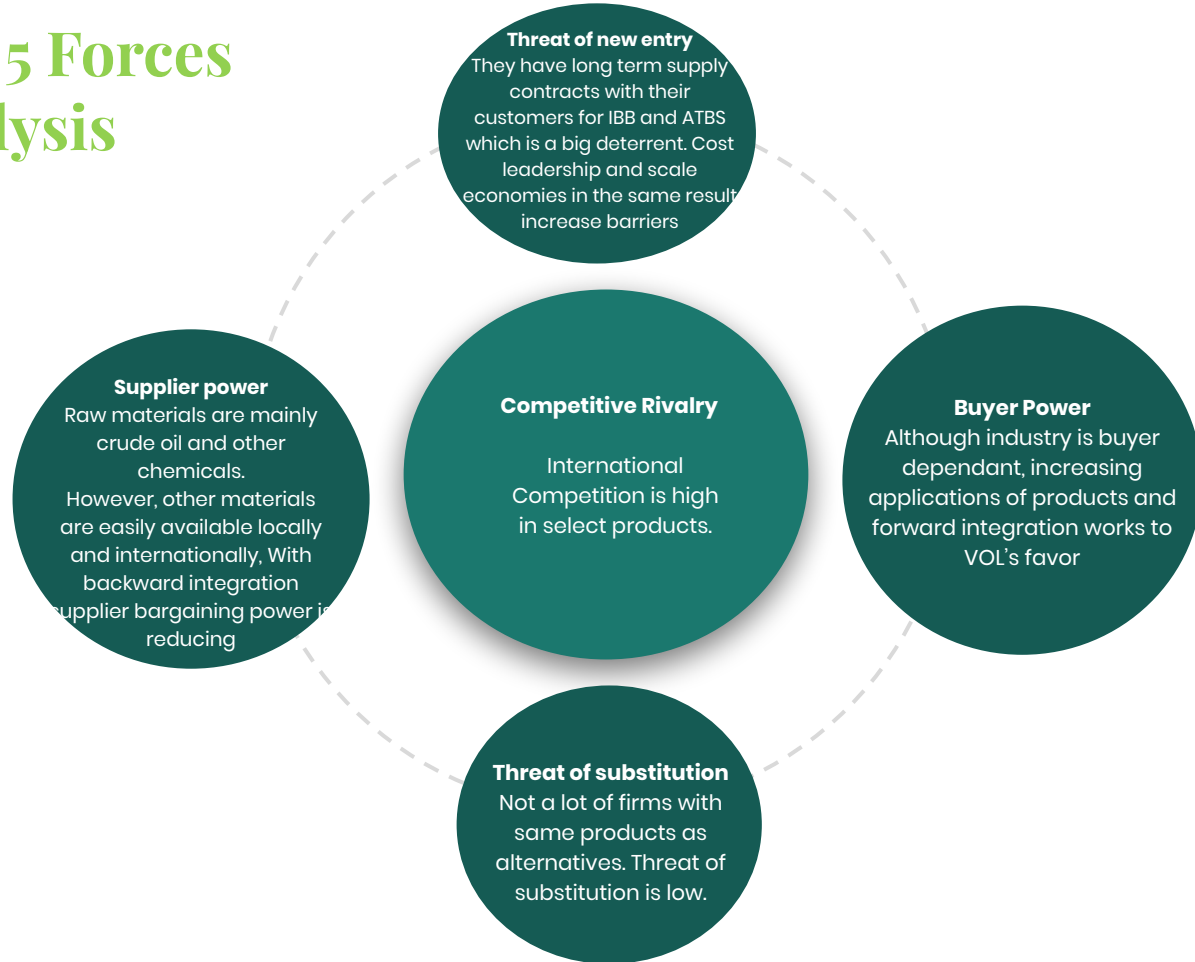 5 Forces
lysis
Threat of new entry
They have long term supply
contracts with their
customers for IBB and ATBS
which is a big deterrent. Cost
leadership and scale
economies in the same result
increase barriers
Supplier power
Raw materials are mainly
crude oil and other
chemicals.
However, other materials
are easily available locally
and internationally, With
backward integration
supplier bargaining power is
reducing
Competitive Rivalry
International
Competition is high
in select products.
Buyer Power
Although industry is buyer
dependant, increasing
applications of products and
forward integration works to
VOL's favor
Threat of substitution
Not a lot of firms with
same products as
alternatives. Threat of
substitution is low.